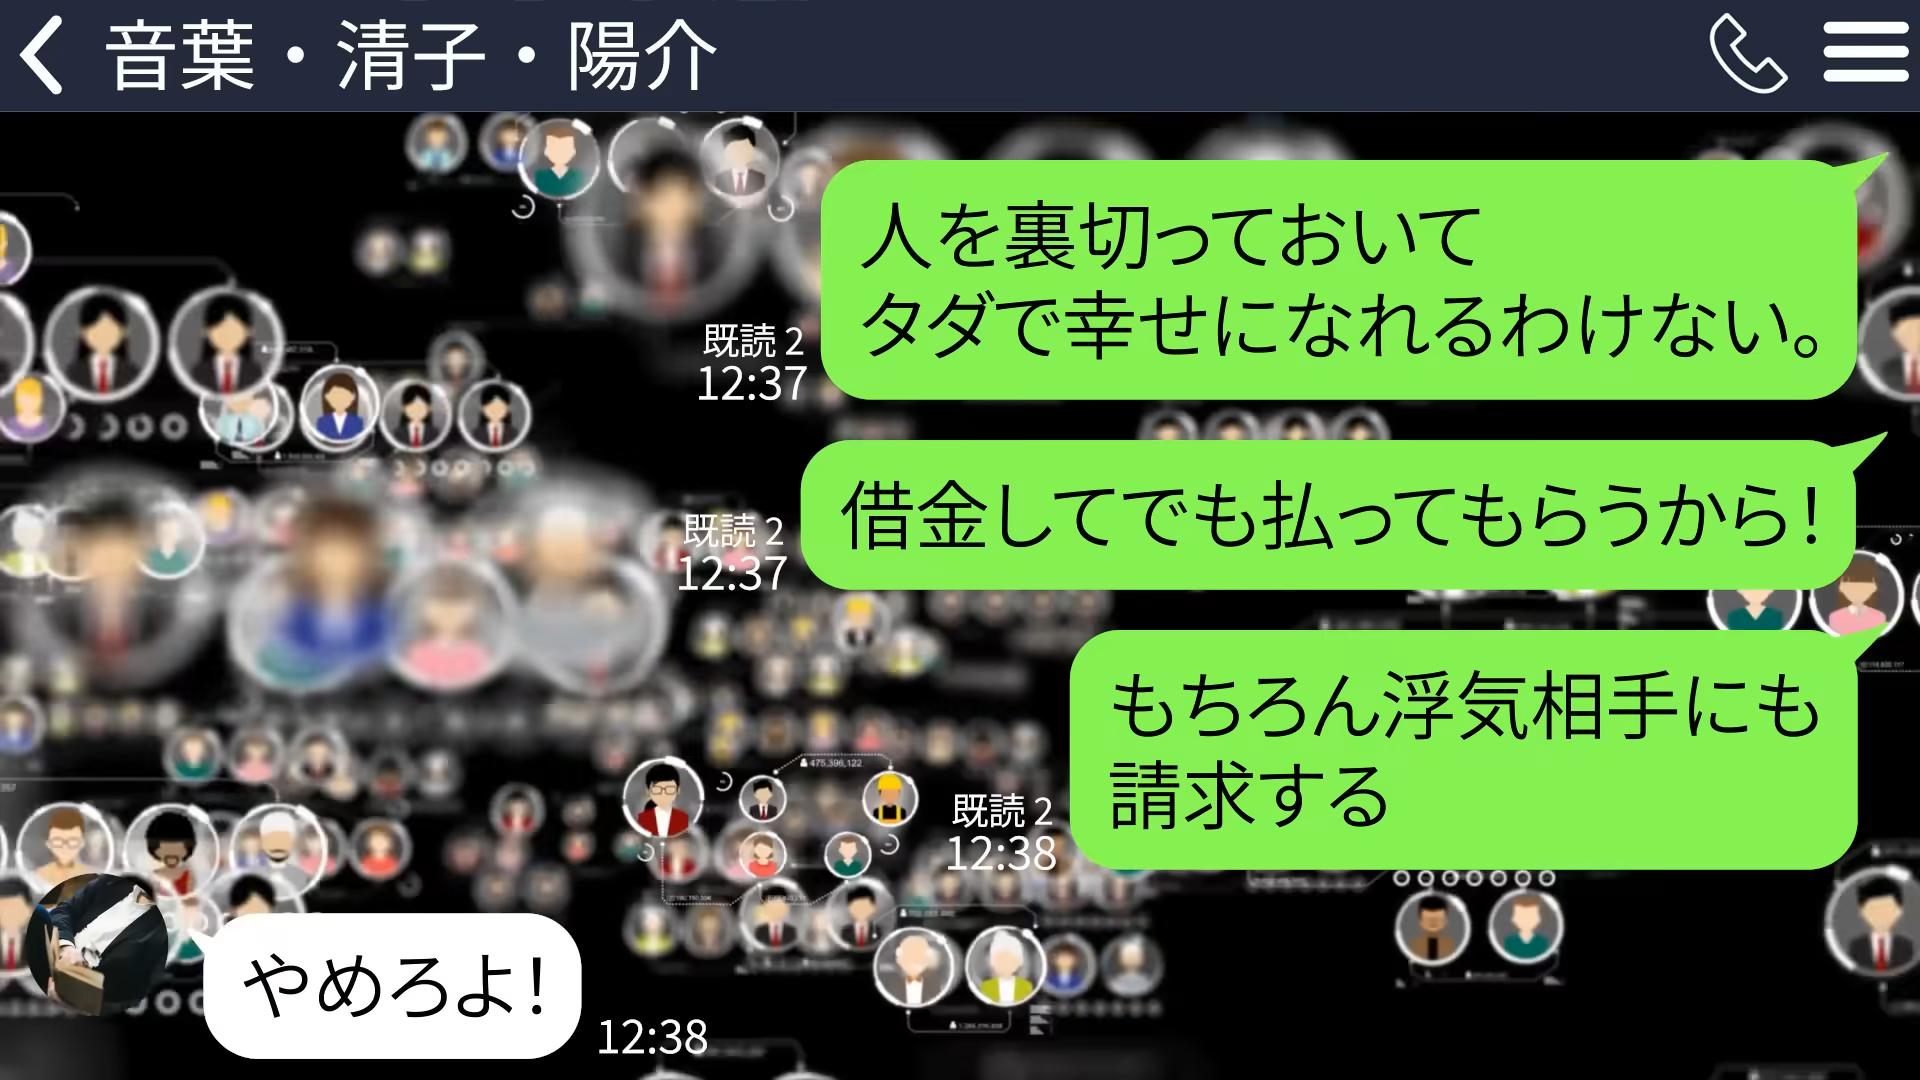 音葉・清子・陽介
人を裏切っておいて
タダで幸せになれるわけない。
既読 2
12:37
借金してでも払ってもらうから!
既読 2
12:37
もちろん浮気相手にも
請求する
既読 2
12:38
475,396,122
やめろよ!
12:38